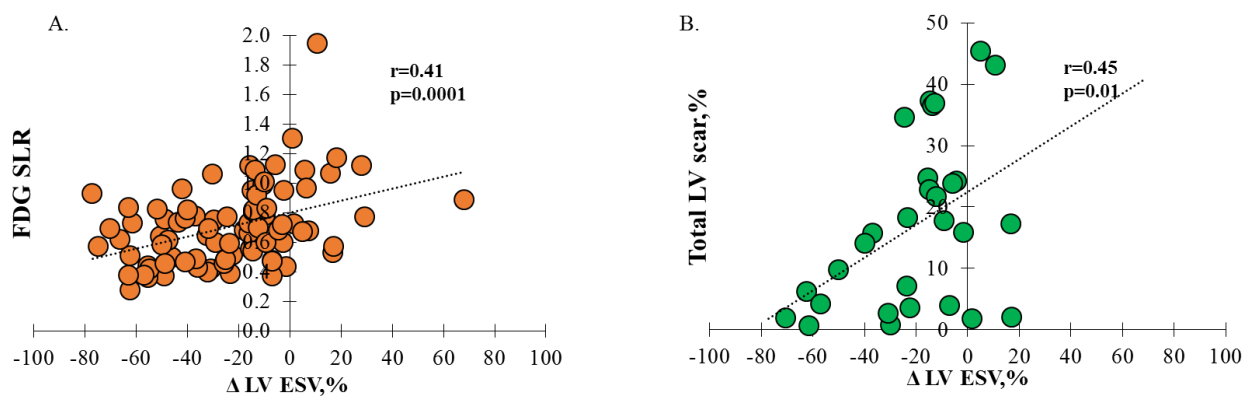 A.
FDG SLR
2.0
1.8
1.6
1.4
1.2
1.0
0.8
0.6
0.4
0.2
0.0
r=0.41
p=0.0001
-100 -80 -60 -40 -20 0 20 40 60 80 100
Δ LV ESV,%
B.
Total LV scar,%
50
40
30
20
10
0
r=0.45
p=0.01
-100 -80 -60 -40 -20 0 20 40 60 80 100
Δ LV ESV,%